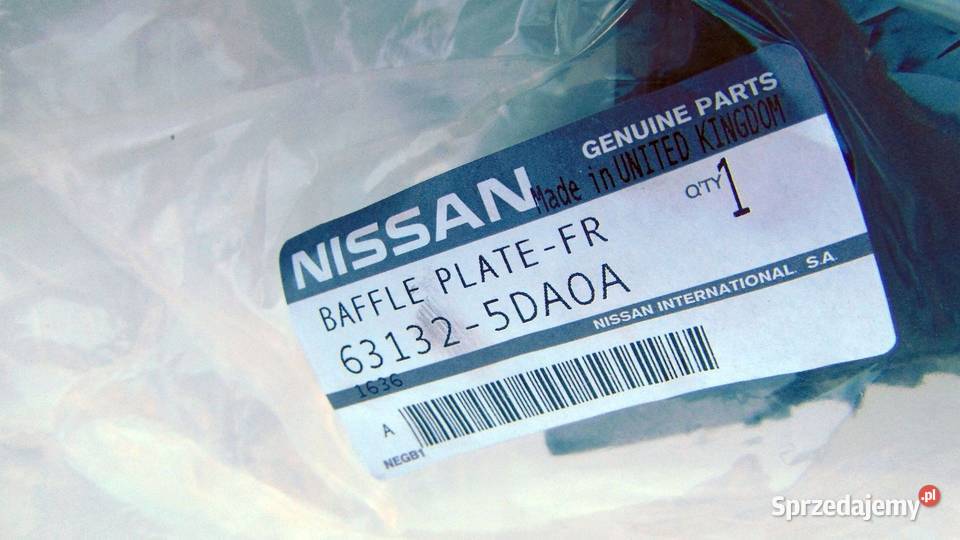 GENUINE PARTS
NISSAN Made in UNITED KINGDOM
BAFFLE PLATE-FR Q'TY 1
63132-5DA0A
NISSAN INTERNATIONAL. S.A.
1636
A
NEGB1
Sprzedajemy.pl